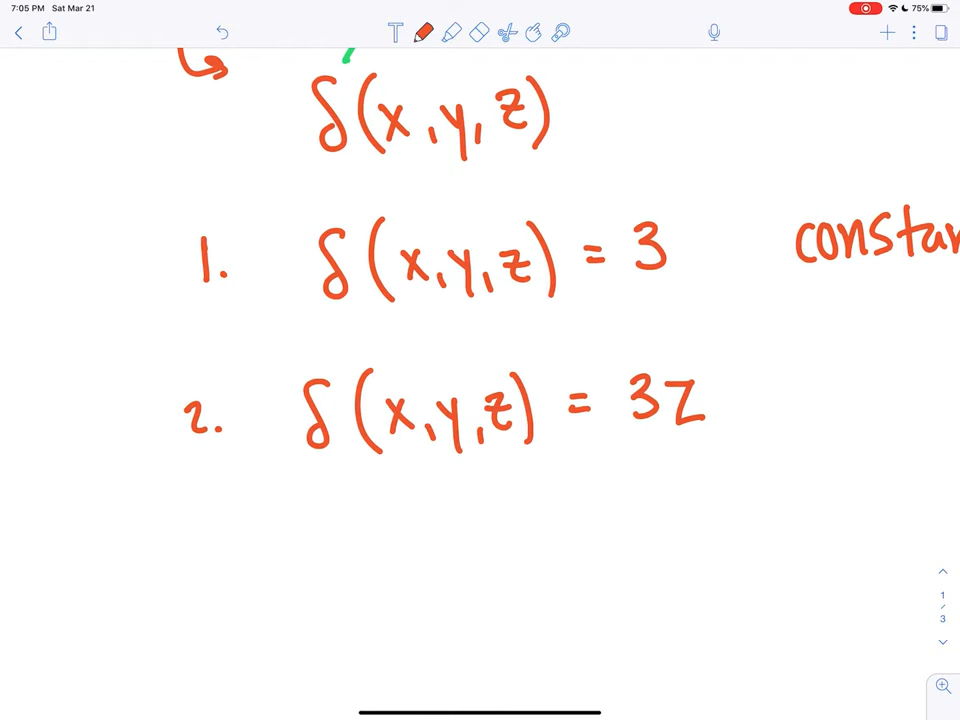 7:05 PM Sat Mar 21 75%
T
δ(x,y,z)
1. δ(x,y,z) = 3 constan
2. δ(x,y,z) = 3z
1
/
3